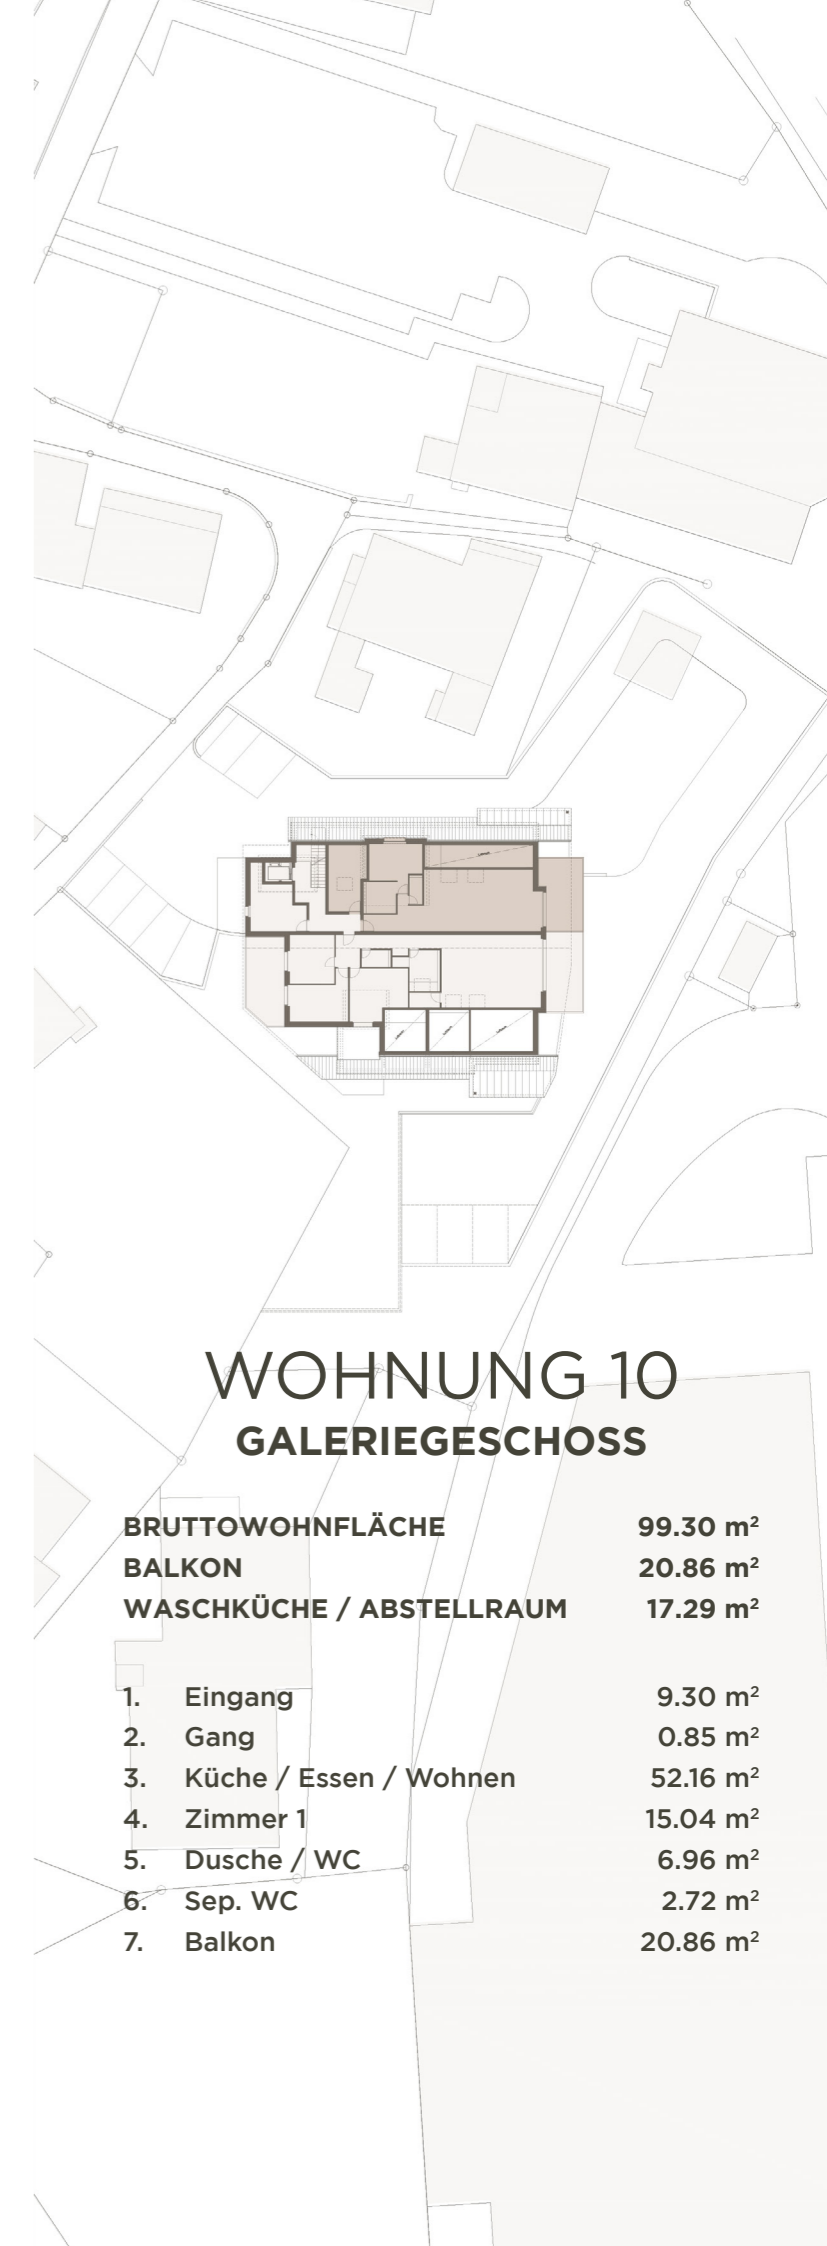 WOHNUNG 10
GALERIEGESCHOSS
BRUTTOWOHNFLÄCHE 99.30 m²
BALKON 20.86 m²
WASCHKÜCHE / ABSTELLRAUM 17.29 m²
1. Eingang 9.30 m²
2. Gang 0.85 m²
3. Küche / Essen / Wohnen 52.16 m²
4. Zimmer 1 15.04 m²
5. Dusche / WC 6.96 m²
6. Sep. WC 2.72 m²
7. Balkon 20.86 m²